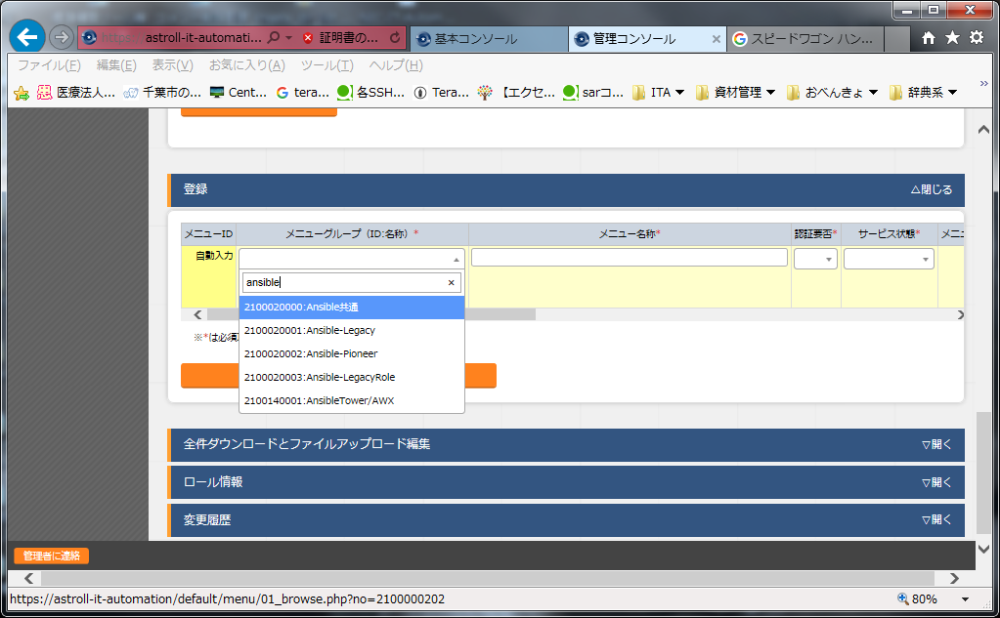 https://astroll-it-automati... 証明書の... 基本コンソール 管理コンソール × スピードワゴン ハン...
ファイル(F) 編集(E) 表示(V) お気に入り(A) ツール(T) ヘルプ(H)
医療法人... 千葉市の... Cent... tera... 各SSH... Tera... 【エクセ... sarコ... ITA 資材管理 おべんきょ 辞典系 »
登録 △閉じる
メニューID メニューグループ（ID:名称）* メニュー名称* 認証要否* サービス状態* メニュ
自動入力
ansible ×
2100020000:Ansible共通
2100020001:Ansible-Legacy
※*は必須
2100020002:Ansible-Pioneer
2100020003:Ansible-LegacyRole
2100140001:AnsibleTower/AWX
全件ダウンロードとファイルアップロード編集 ▽開く
ロール情報 ▽開く
変更履歴 ▽開く
管理者に連絡
https://astroll-it-automation/default/menu/01_browse.php?no=2100000202 80%